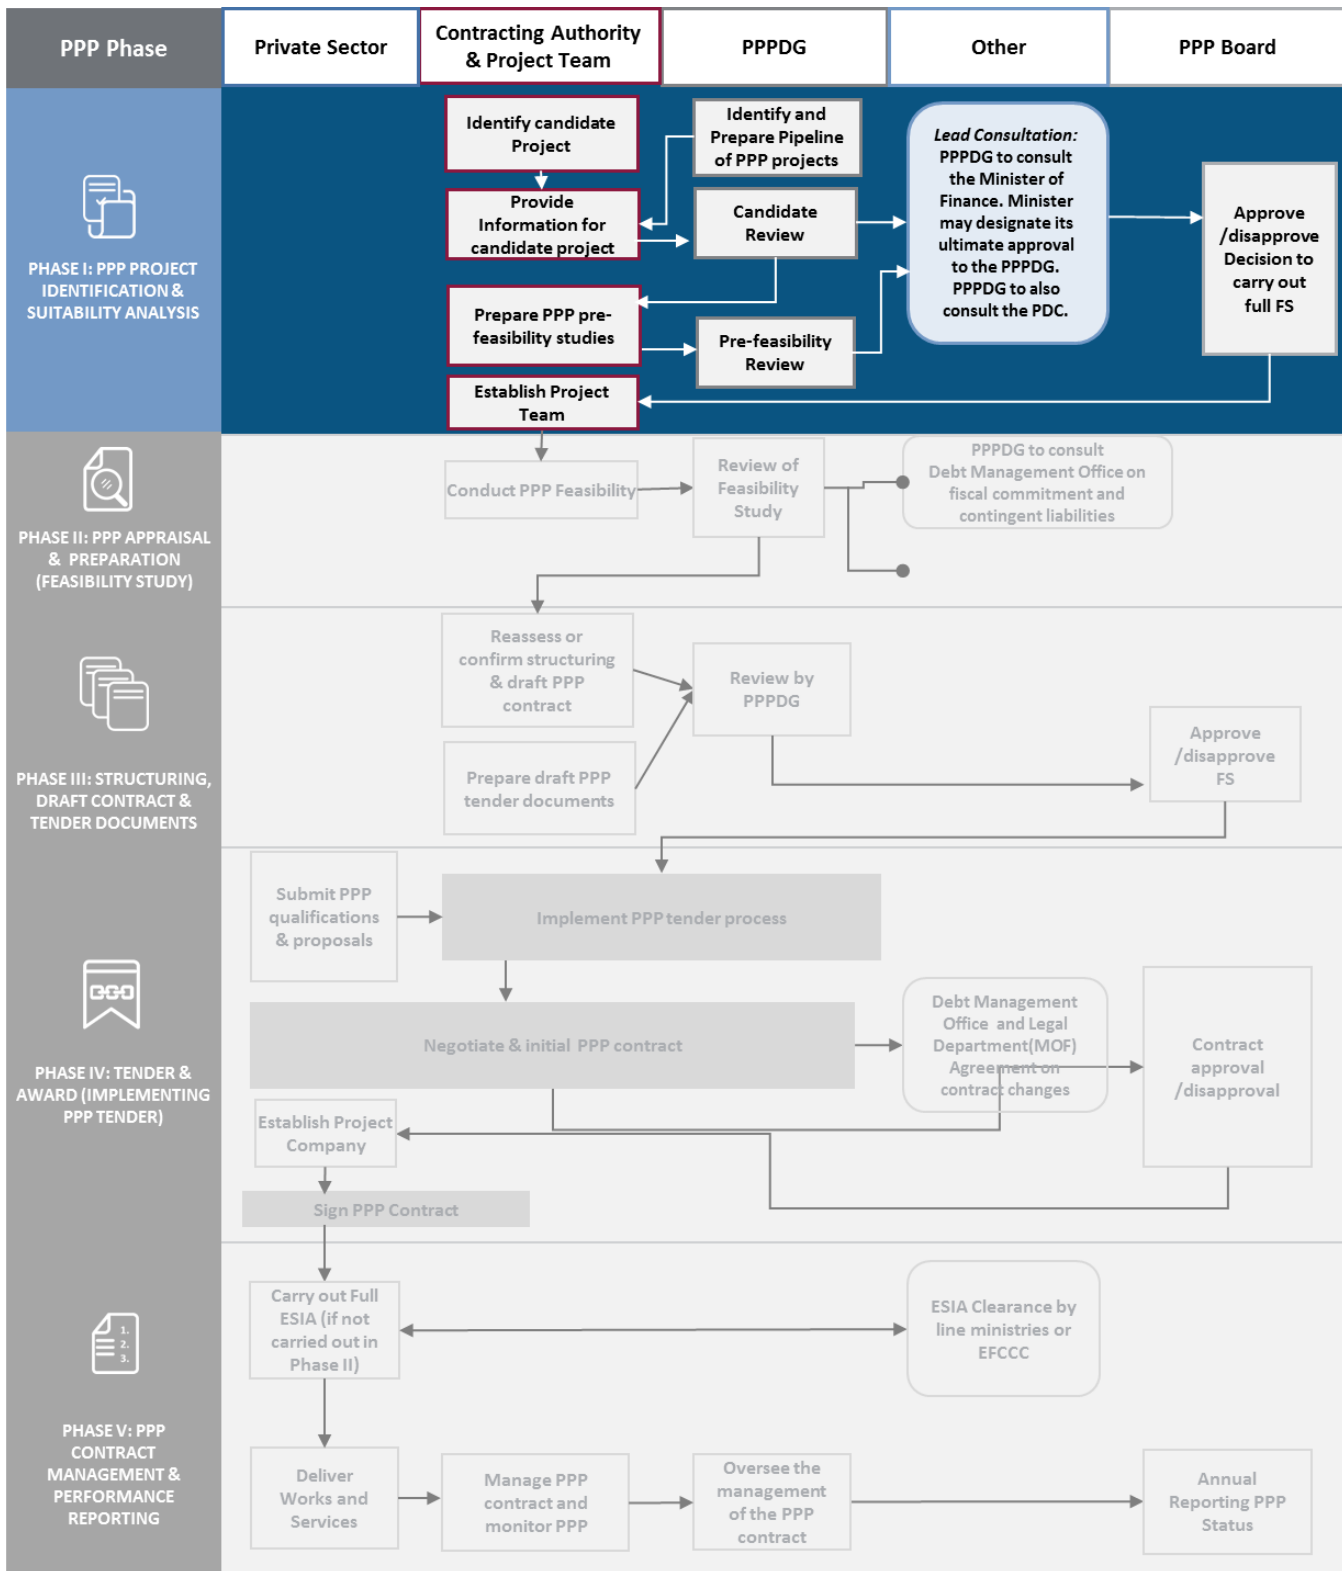 PPP Phase
Private Sector
Contracting Authority
& Project Team
PPPDG
Other
PPP Board
PHASE I: PPP PROJECT
IDENTIFICATION &
SUITABILITY ANALYSIS
Identify candidate
Project
Identify and
Prepare Pipeline
of PPP projects
Provide
Information for
candidate project
Candidate
Review
Lead Consultation:
PPPDG to consult
the Minister of
Finance. Minister
may designate its
ultimate approval
to the PPPDG.
PPPDG to also
consult the PDC.
Approve
/disapprove
Decision to
carry out
full FS
Prepare PPP pre-
feasibility studies
Pre-feasibility
Review
Establish Project
Team
PHASE II: PPP APPRAISAL
& PREPARATION
(FEASIBILITY STUDY)
Conduct PPP Feasibility
Review of
Feasibility
Study
PPPDG to consult
Debt Management Office on
fiscal commitment and
contingent liabilities
PHASE III: STRUCTURING,
DRAFT CONTRACT &
TENDER DOCUMENTS
Reassess or
confirm structuring
& draft PPP
contract
Review by
PPPDG
Prepare draft PPP
tender documents
Approve
/disapprove
FS
PHASE IV: TENDER &
AWARD (IMPLEMENTING
PPP TENDER)
Submit PPP
qualifications
& proposals
Implement PPP tender process
Negotiate & initial PPP contract
Debt Management
Office and Legal
Department(MOF)
Agreement on
contract changes
Contract
approval
/disapproval
Establish Project
Company
Sign PPP Contract
PHASE V: PPP
CONTRACT
MANAGEMENT &
PERFORMANCE
REPORTING
1.
2.
3.
Carry out Full
ESIA (if not
carried out in
Phase II)
ESIA Clearance by
line ministries or
EFCCC
Deliver
Works and
Services
Manage PPP
contract and
monitor PPP
Oversee the
management
of the PPP
contract
Annual
Reporting PPP
Status